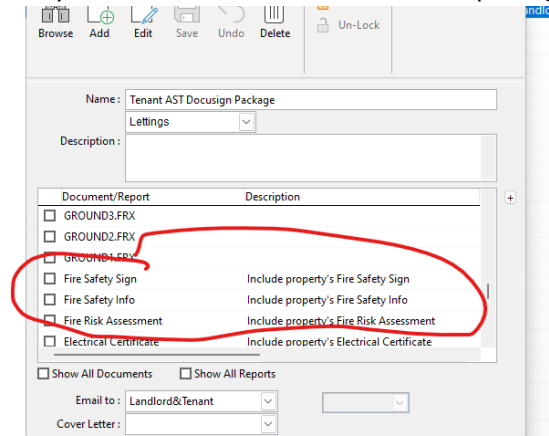 andlo
Browse Add Edit Save Undo Delete Un-Lock
Name : Tenant AST Docusign Package
Lettings
Description :
Document/Report Description
GROUND3.FRX
GROUND2.FRX
GROUND1.FRX
Fire Safety Sign Include property's Fire Safety Sign
Fire Safety Info Include property's Fire Safety Info
Fire Risk Assessment Include property's Fire Risk Assessment
Electrical Certificate Include property's Electrical Certificate
Show All Documents Show All Reports
Email to : Landlord&Tenant
Cover Letter :